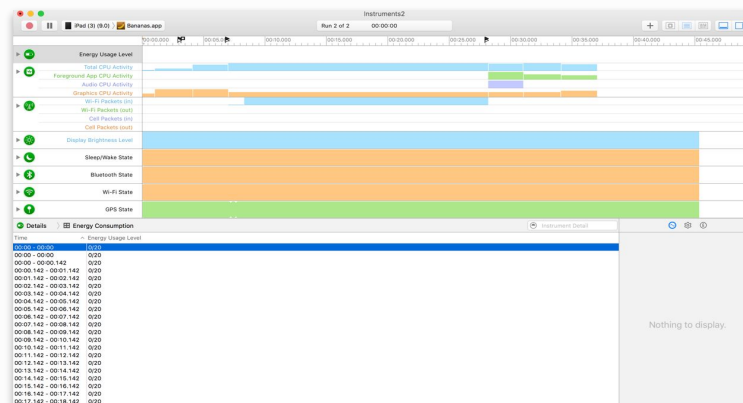 Instruments2
iPad (3) (9.0) Bananas.app
Run 2 of 2 00:00:00
00:00.000 00:05.000 00:10.000 00:15.000 00:20.000 00:25.000 00:30.000 00:35.000 00:40.000 00:45.000
Energy Usage Level
Total CPU Activity
Foreground App CPU Activity
Audio CPU Activity
Graphics CPU Activity
Wi-Fi Packets (in)
Wi-Fi Packets (out)
Cell Packets (in)
Cell Packets (out)
Display Brightness Level
Sleep/Wake State
Bluetooth State
Wi-Fi State
GPS State
Details Energy Consumption Instrument Detail
Time Energy Usage Level
00:00 - 00:00 0/20
00:00 - 00:00 0/20
00:00 - 00:00.142 0/20
00:00.142 - 00:01.142 0/20
00:01.142 - 00:02.142 0/20
00:02.142 - 00:03.142 0/20
00:03.142 - 00:04.142 0/20
00:04.142 - 00:05.142 0/20
00:05.142 - 00:06.142 0/20
00:06.142 - 00:07.142 0/20
00:07.142 - 00:08.142 0/20
00:08.142 - 00:09.142 0/20
00:09.142 - 00:10.142 0/20
00:10.142 - 00:11.142 0/20
00:11.142 - 00:12.142 0/20
00:12.142 - 00:13.142 0/20
00:13.142 - 00:14.142 0/20
00:14.142 - 00:15.142 0/20
00:15.142 - 00:16.142 0/20
00:16.142 - 00:17.142 0/20
00:17.142 - 00:18.142 0/20
Nothing to display.